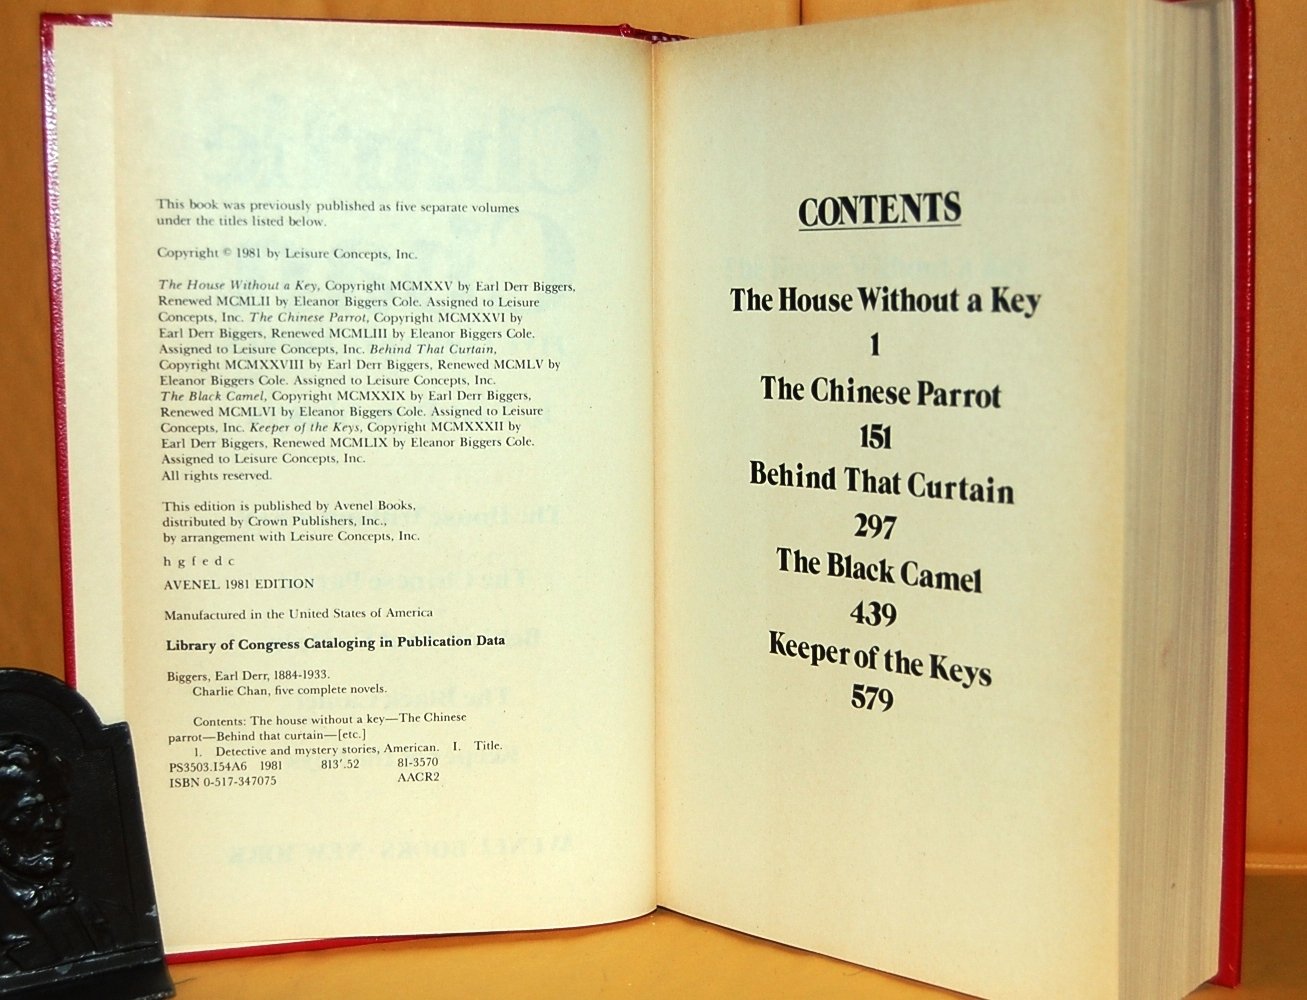 This book was previously published as five separate volumes
under the titles listed below.
Copyright © 1981 by Leisure Concepts, Inc.
The House Without a Key, Copyright MCMXXV by Earl Derr Biggers,
Renewed MCMLII by Eleanor Biggers Cole. Assigned to Leisure
Concepts, Inc. The Chinese Parrot, Copyright MCMXXVI by
Earl Derr Biggers, Renewed MCMLIII by Eleanor Biggers Cole.
Assigned to Leisure Concepts, Inc. Behind That Curtain,
Copyright MCMXXVIII by Earl Derr Biggers, Renewed MCMLV by
Eleanor Biggers Cole. Assigned to Leisure Concepts, Inc.
The Black Camel, Copyright MCMXXIX by Earl Derr Biggers,
Renewed MCMLVI by Eleanor Biggers Cole. Assigned to Leisure
Concepts, Inc. Keeper of the Keys, Copyright MCMXXXII by
Earl Derr Biggers, Renewed MCMLIX by Eleanor Biggers Cole.
Assigned to Leisure Concepts, Inc.
All rights reserved.
This edition is published by Avenel Books,
distributed by Crown Publishers, Inc.,
by arrangement with Leisure Concepts, Inc.
h g f e d c
AVENEL 1981 EDITION
Manufactured in the United States of America
Library of Congress Cataloging in Publication Data
Biggers, Earl Derr, 1884-1933.
Charlie Chan, five complete novels.
Contents: The house without a key—The Chinese
parrot—Behind that curtain—[etc.]
1. Detective and mystery stories, American. I. Title.
PS3503.I54A6 1981 813'.52 81-3570
ISBN 0-517-347075 AACR2
CONTENTS
The House Without a Key
1
The Chinese Parrot
151
Behind That Curtain
297
The Black Camel
439
Keeper of the Keys
579